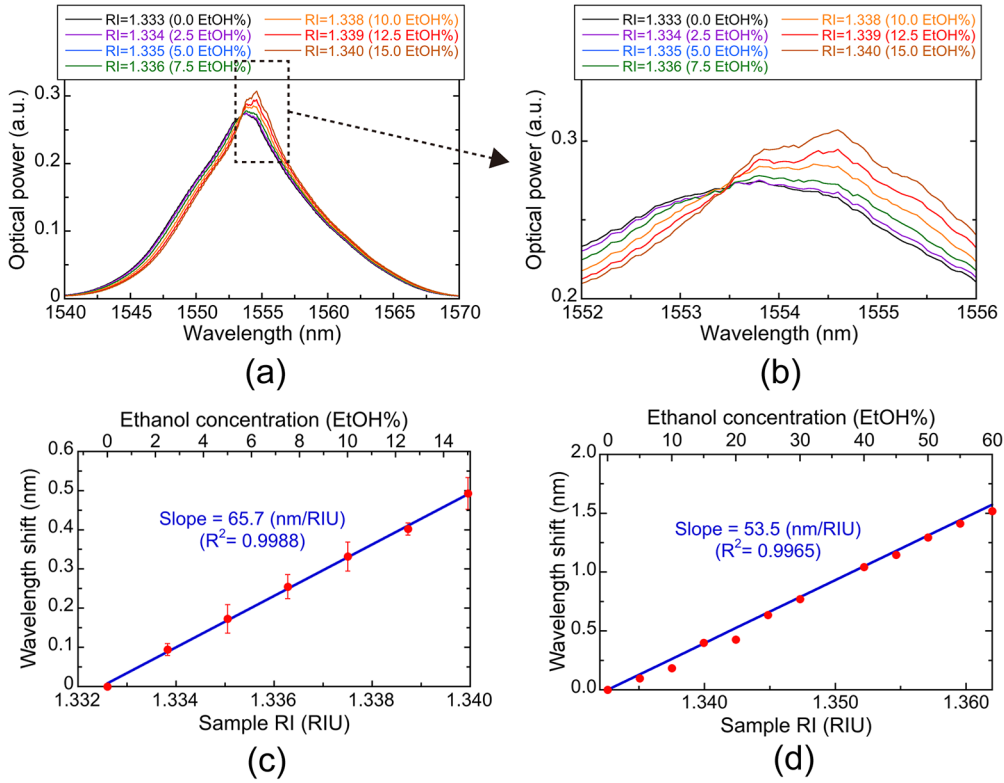 RI=1.333 (0.0 EtOH%)
RI=1.334 (2.5 EtOH%)
RI=1.335 (5.0 EtOH%)
RI=1.336 (7.5 EtOH%)
RI=1.338 (10.0 EtOH%)
RI=1.339 (12.5 EtOH%)
RI=1.340 (15.0 EtOH%)
Optical power (a.u.)
0.3
0.2
0.1
0
1540 1545 1550 1555 1560 1565 1570
Wavelength (nm)
(a)
RI=1.333 (0.0 EtOH%)
RI=1.334 (2.5 EtOH%)
RI=1.335 (5.0 EtOH%)
RI=1.336 (7.5 EtOH%)
RI=1.338 (10.0 EtOH%)
RI=1.339 (12.5 EtOH%)
RI=1.340 (15.0 EtOH%)
Optical power (a.u.)
0.3
0.2
1552 1553 1554 1555 1556
Wavelength (nm)
(b)
Ethanol concentration (EtOH%)
0 2 4 6 8 10 12 14
Wavelength shift (nm)
0.6
0.5
0.4
0.3
0.2
0.1
0
Slope = 65.7 (nm/RIU)
(R²= 0.9988)
1.332 1.334 1.336 1.338 1.340
Sample RI (RIU)
(c)
Ethanol concentration (EtOH%)
0 10 20 30 40 50 60
Wavelength shift (nm)
2.0
1.5
1.0
0.5
0.0
Slope = 53.5 (nm/RIU)
(R²= 0.9965)
1.340 1.350 1.360
Sample RI (RIU)
(d)